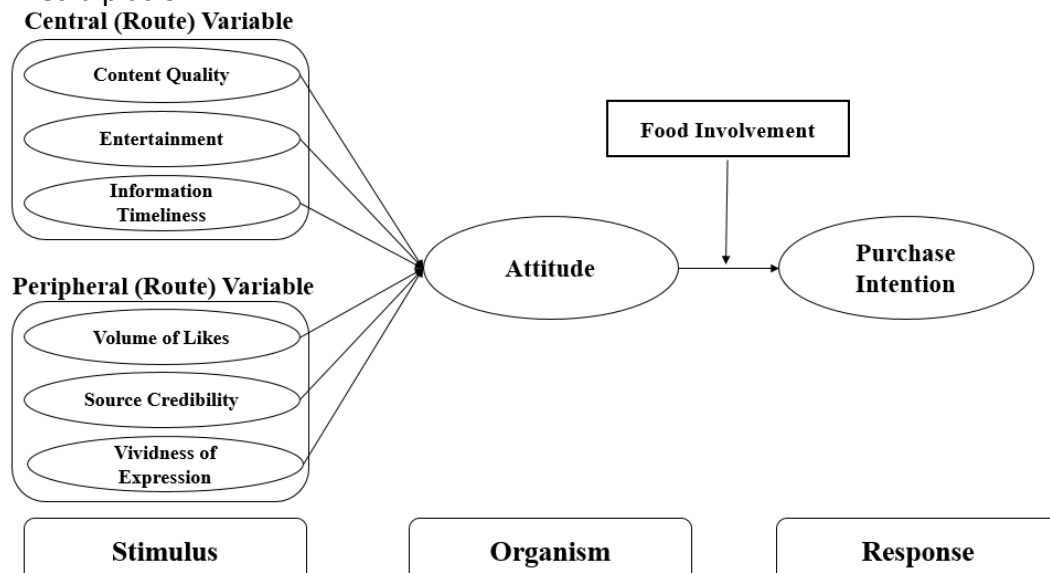 Central (Route) Variable
Content Quality
Entertainment
Information
Timeliness
Peripheral (Route) Variable
Volume of Likes
Source Credibility
Vividness of
Expression
Food Involvement
Attitude
Purchase
Intention
Stimulus
Organism
Response